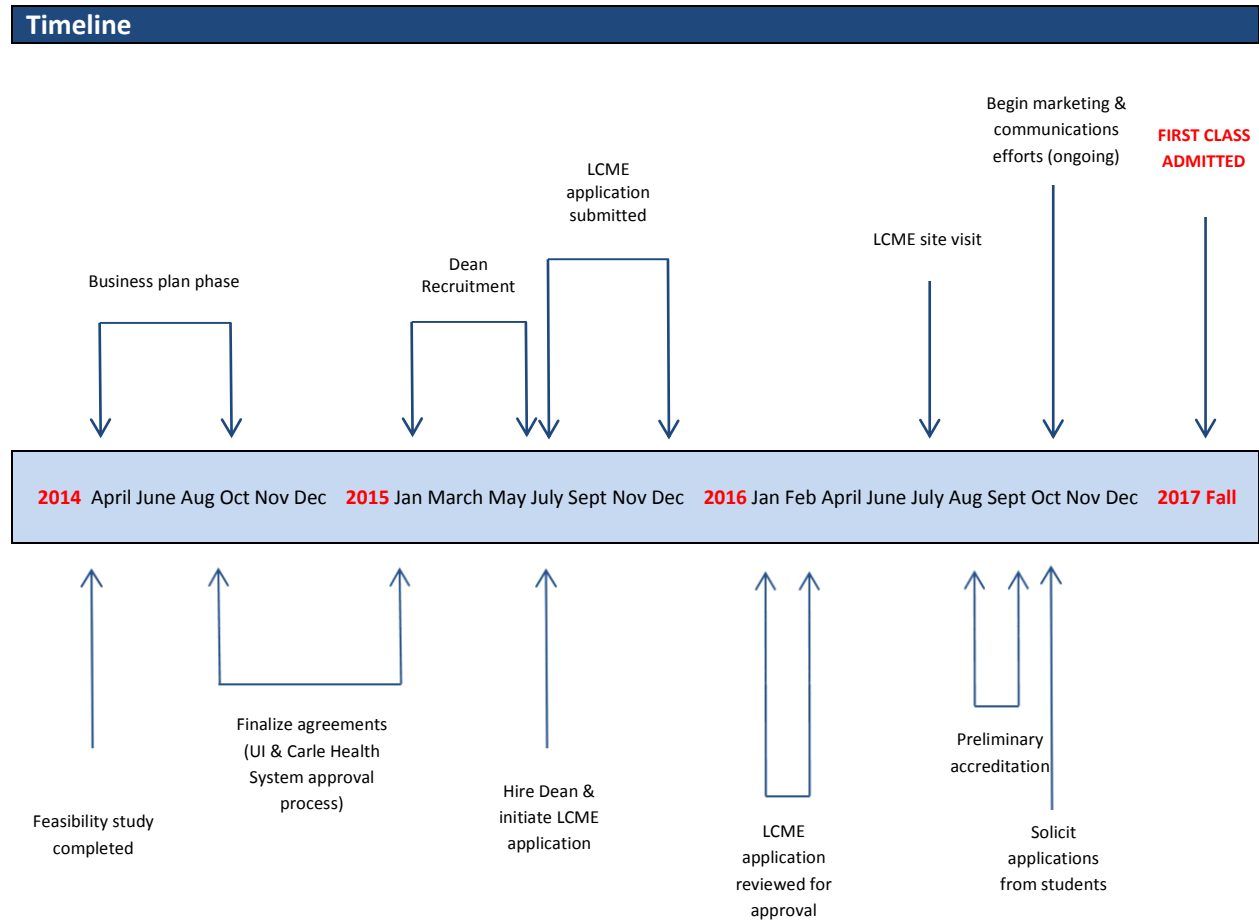 Timeline
Begin marketing &
communications
efforts (ongoing)
FIRST CLASS
ADMITTED
LCME
application
submitted
LCME site visit
Dean
Recruitment
Business plan phase
2014 April June Aug Oct Nov Dec 2015 Jan March May July Sept Nov Dec 2016 Jan Feb April June July Aug Sept Oct Nov Dec 2017 Fall
Finalize agreements
(UI & Carle Health
System approval
process)
Preliminary
accreditation
Hire Dean &
initiate LCME
application
Feasibility study
completed
LCME
application
reviewed for
approval
Solicit
applications
from students